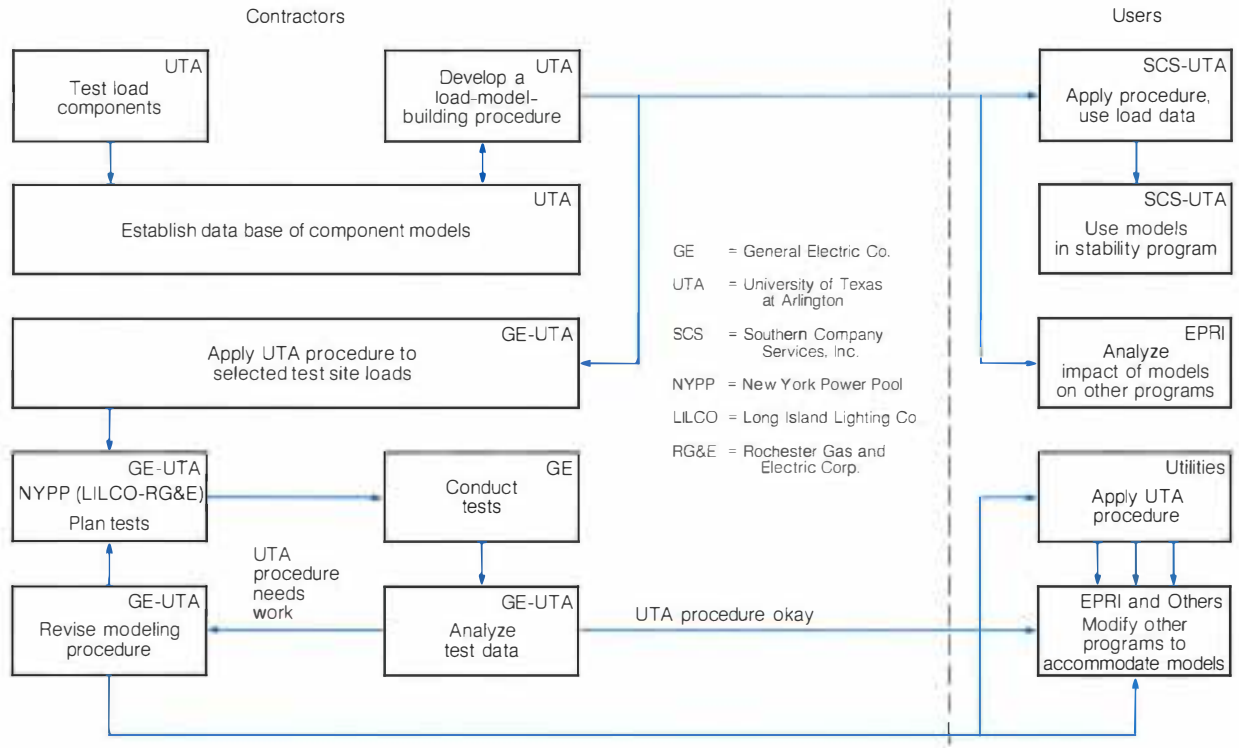 Contractors
Users
UTA
Test load
components
UTA
Develop a
load-model-
building procedure
SCS-UTA
Apply procedure,
use load data
UTA
Establish data base of component models
SCS-UTA
Use models
in stability program
GE = General Electric Co.
UTA = University of Texas
at Arlington
SCS = Southern Company
Services, Inc.
NYPP = New York Power Pool
LILCO = Long Island Lighting Co
RG&E = Rochester Gas and
Electric Corp.
GE-UTA
Apply UTA procedure to
selected test site loads
EPRI
Analyze
impact of models
on other programs
GE-UTA
NYPP (LILCO-RG&E)
Plan tests
GE
Conduct
tests
Utilities
Apply UTA
procedure
UTA
procedure
needs
work
GE-UTA
Revise modeling
procedure
GE-UTA
Analyze
test data
UTA procedure okay
EPRI and Others
Modify other
programs to
accommodate models